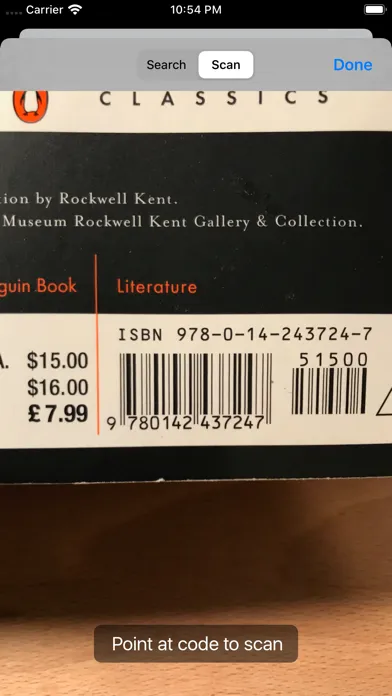 Carrier 10:54 PM
Search Scan Done
CLASSICS
tion by Rockwell Kent.
Museum Rockwell Kent Gallery & Collection.
guin Book Literature
ISBN 978-0-14-243724-7
A. $15.00 51500
$16.00
£7.99 9 780142 437247
Point at code to scan